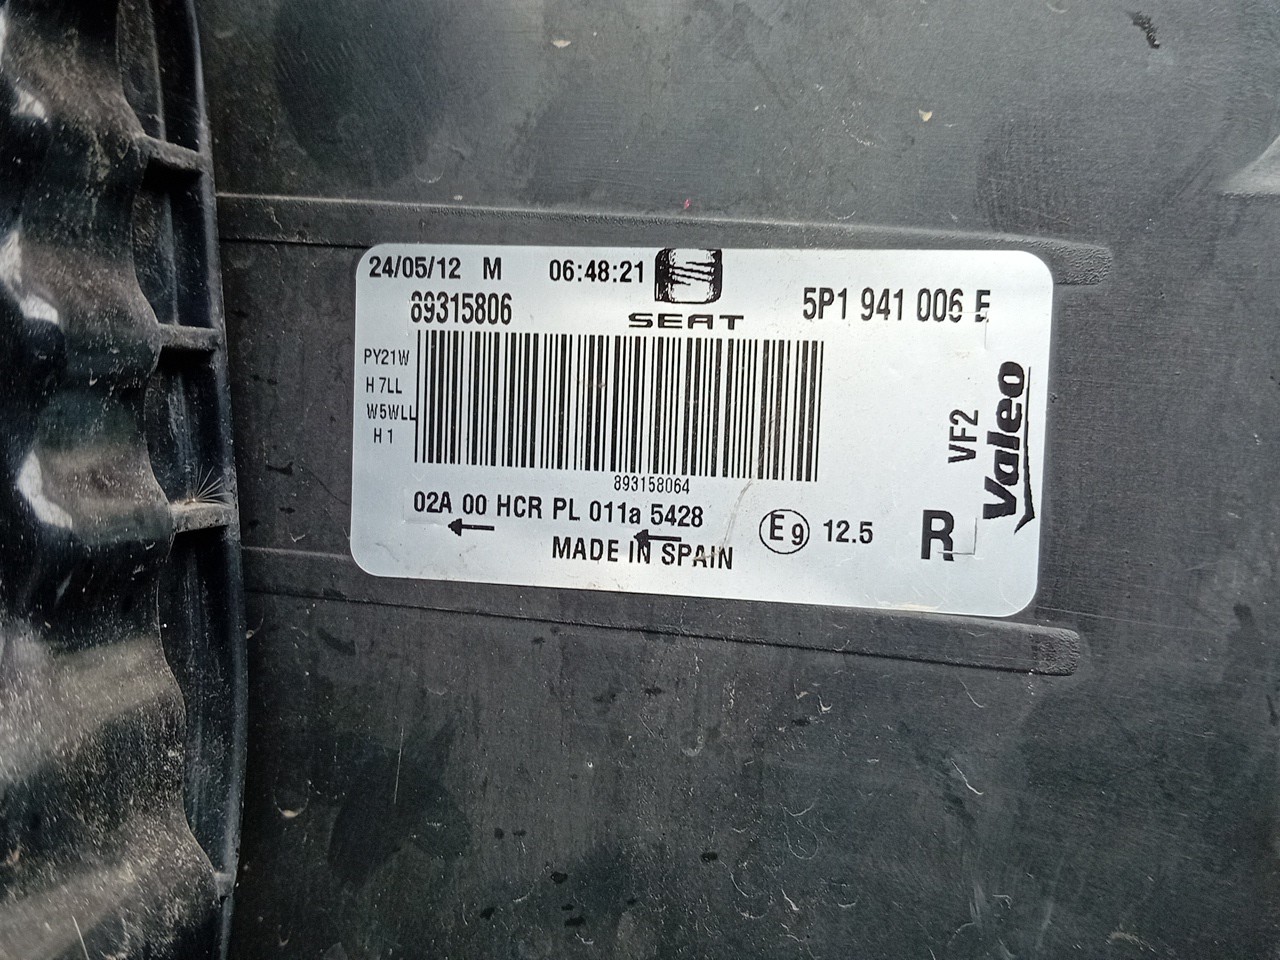 24/05/12 M 06:48:21
89315806
SEAT
5P1 941 006
PY21W
H 7LL
W5WLL
H 1
893158064
02A 00 HCR PL 011a 5428
MADE IN SPAIN
E9 12.5
R
VF2
Valeo